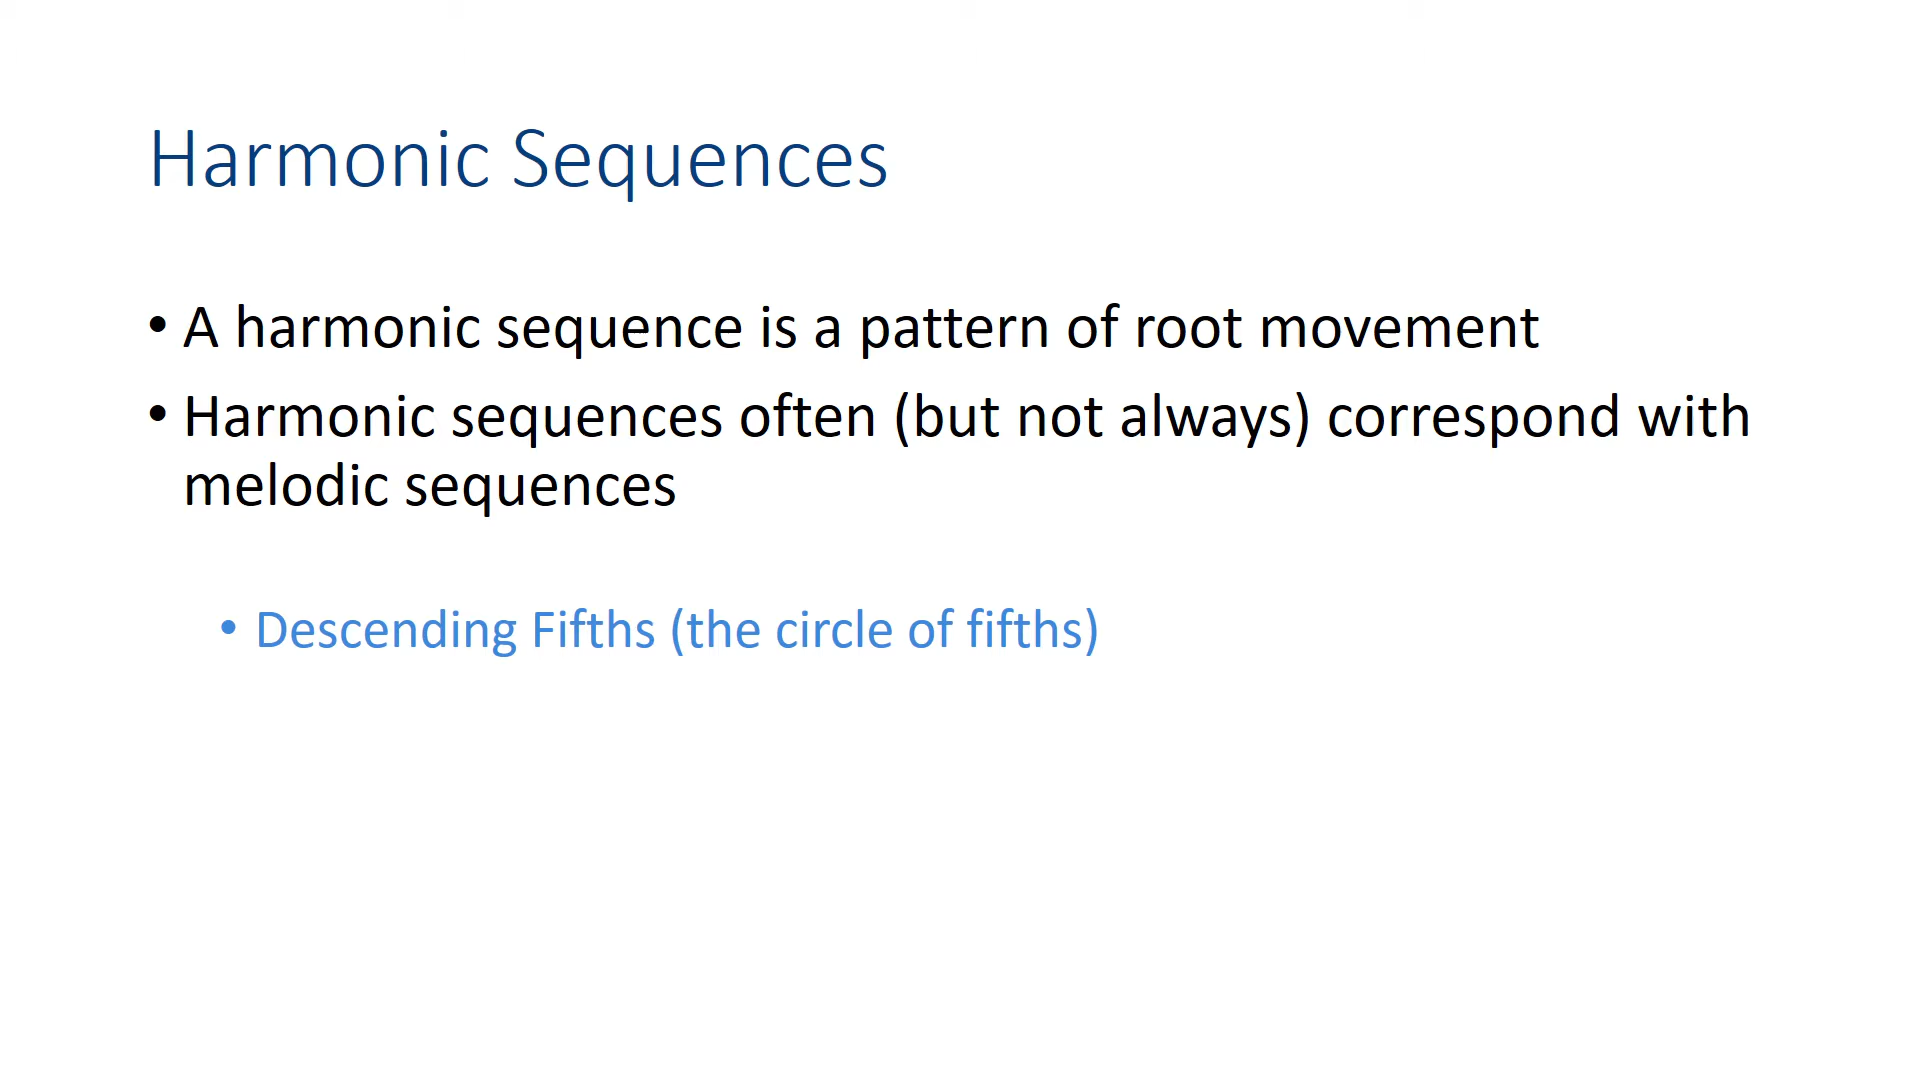 Harmonic Sequences
• A harmonic sequence is a pattern of root movement
• Harmonic sequences often (but not always) correspond with
melodic sequences
• Descending Fifths (the circle of fifths)